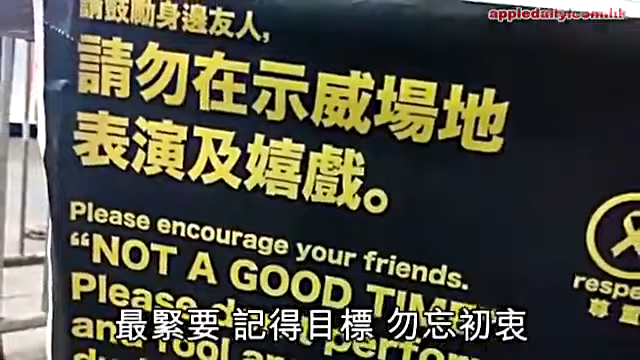 appledaily.com.hk
請鼓勵身邊友人,
請勿在示威場地
表演及嬉戲。
Please encourage your friends.
"NOT A GOOD TIME"
Please
and fool
respe
尊重
最緊要 記得目標 勿忘初衷